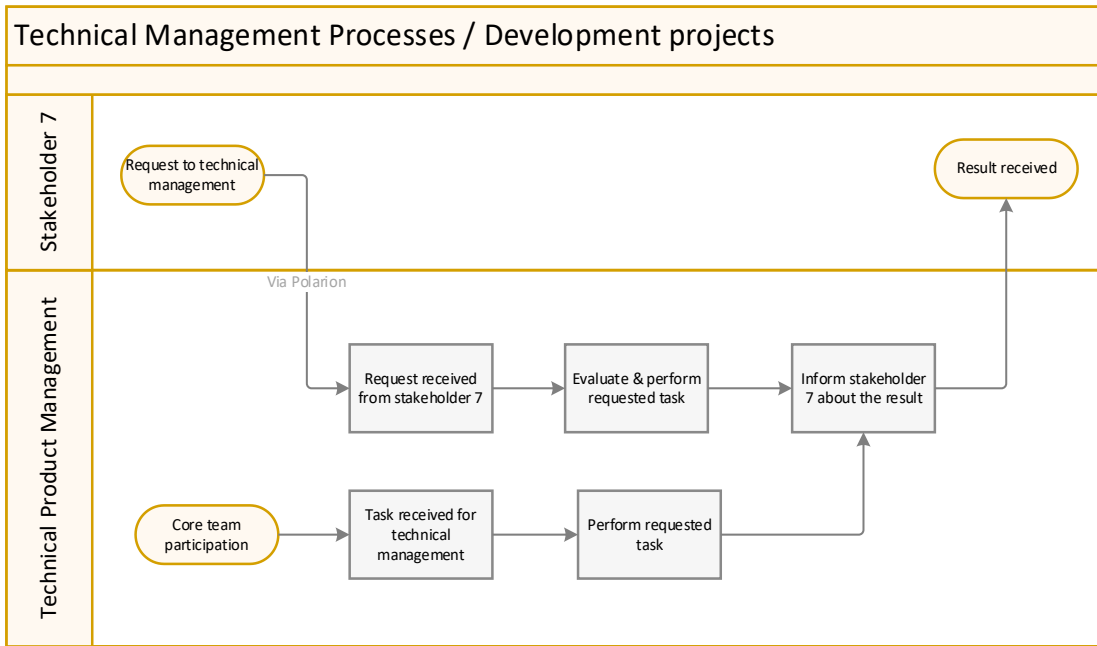 Technical Management Processes / Development projects
Stakeholder 7
Request to technical
management
Result received
Via Polarion
Technical Product Management
Request received
from stakeholder 7
Evaluate & perform
requested task
Inform stakeholder
7 about the result
Core team
participation
Task received for
technical
management
Perform requested
task